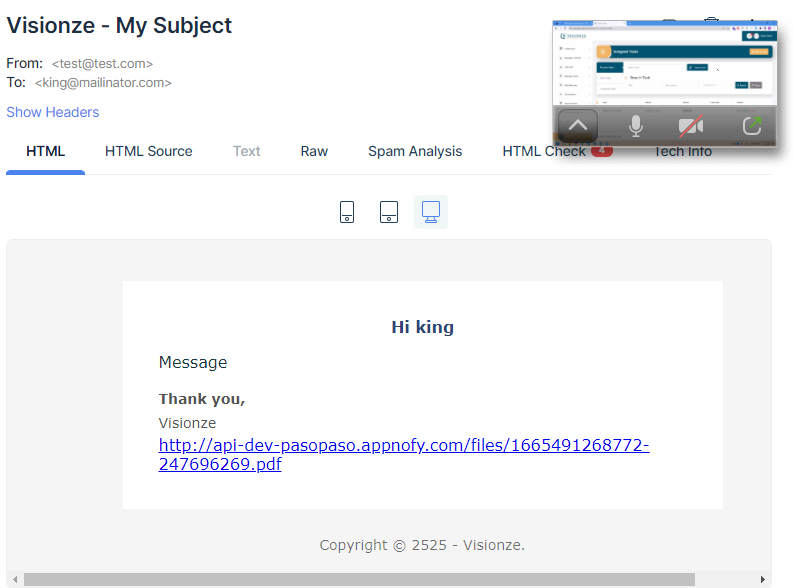 Visionze - My Subject
From: <test@test.com>
To: <king@mailinator.com>
Show Headers
HTML HTML Source Text Raw Spam Analysis HTML Check 4 Tech Info
Hi king
Message
Thank you,
Visionze
http://api-dev-pasopaso.appnofy.com/files/1665491268772-
247696269.pdf
Copyright © 2525 - Visionze.